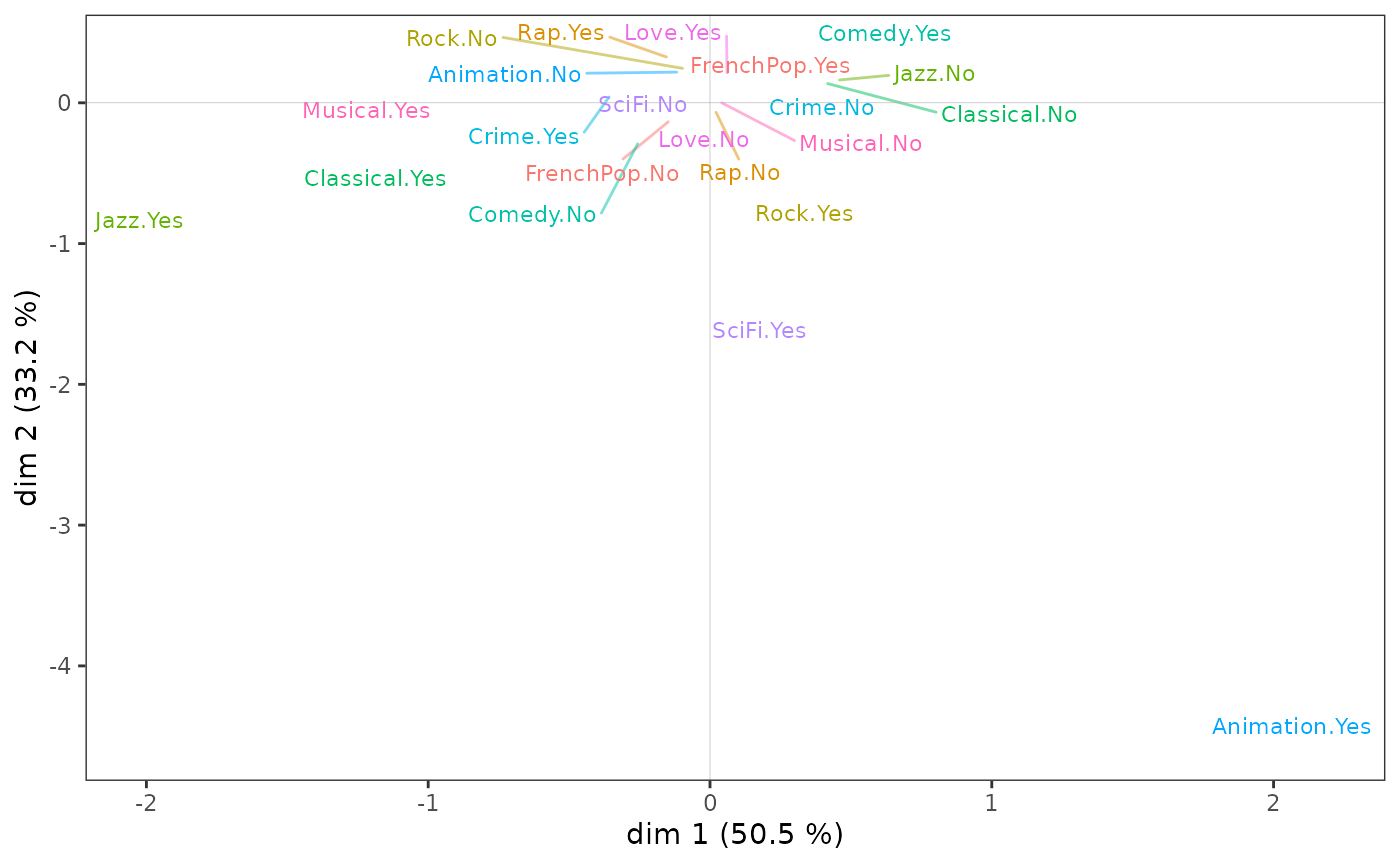 Rap.Yes
Love.Yes
Comedy.Yes
Rock.No
FrenchPop.Yes
Jazz.No
Animation.No
0
SciFi.No
Crime.No
Musical.Yes
Classical.No
Crime.Yes
Love.No
Musical.No
FrenchPop.No
Rap.No
Classical.Yes
Comedy.No
Rock.Yes
Jazz.Yes
-1
SciFi.Yes
-2
-3
-4
Animation.Yes
dim 2 (33.2 %)
-2
-1
0
1
2
dim 1 (50.5 %)